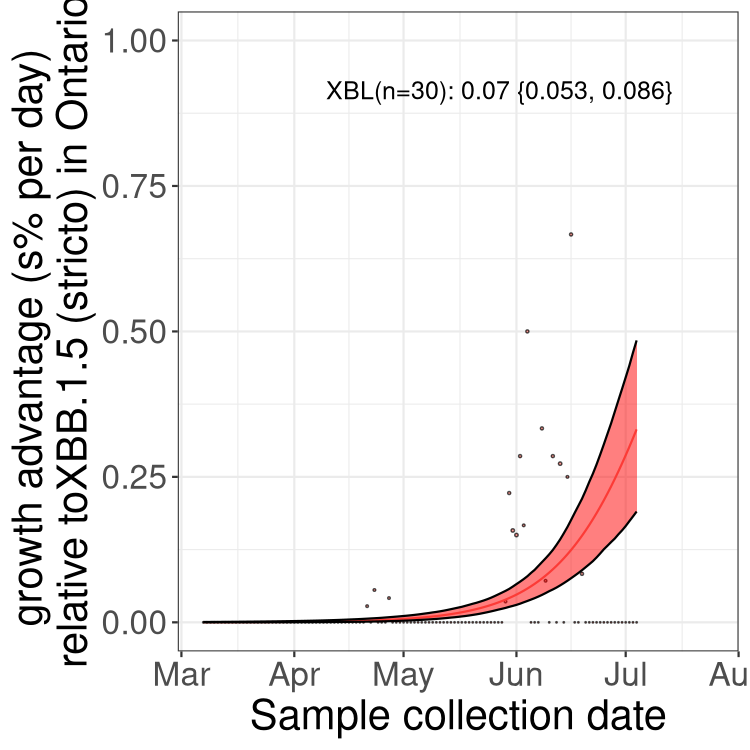 growth advantage (s% per day)
relative toXBB.1.5 (stricto) in Ontario
1.00
0.75
0.50
0.25
0.00
XBL(n=30): 0.07 {0.053, 0.086}
Mar Apr May Jun Jul Au
Sample collection date